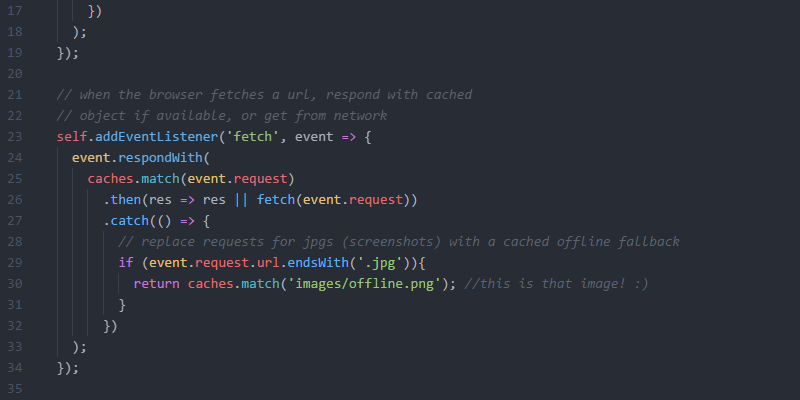 17        })
18      );
19    });
20
21    // when the browser fetches a url, respond with cached
22    // object if available, or get from network
23    self.addEventListener('fetch', event => {
24      event.respondWith(
25        caches.match(event.request)
26          .then(res => res || fetch(event.request))
27          .catch(() => {
28            // replace requests for jpgs (screenshots) with a cached offline fallback
29            if (event.request.url.endsWith('.jpg')){
30              return caches.match('images/offline.png'); //this is that image! :)
31            }
32          })
33      );
34    });
35